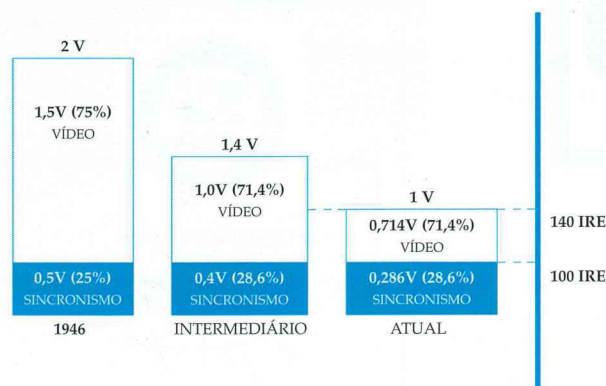 2 V
1,5V (75%)
VÍDEO
0,5V (25%)
SINCRONISMO
1946
1,4 V
1,0V (71,4%)
VÍDEO
0,4V (28,6%)
SINCRONISMO
INTERMEDIÁRIO
1 V
0,714V (71,4%)
VÍDEO
0,286V (28,6%)
SINCRONISMO
ATUAL
140 IRE
100 IRE